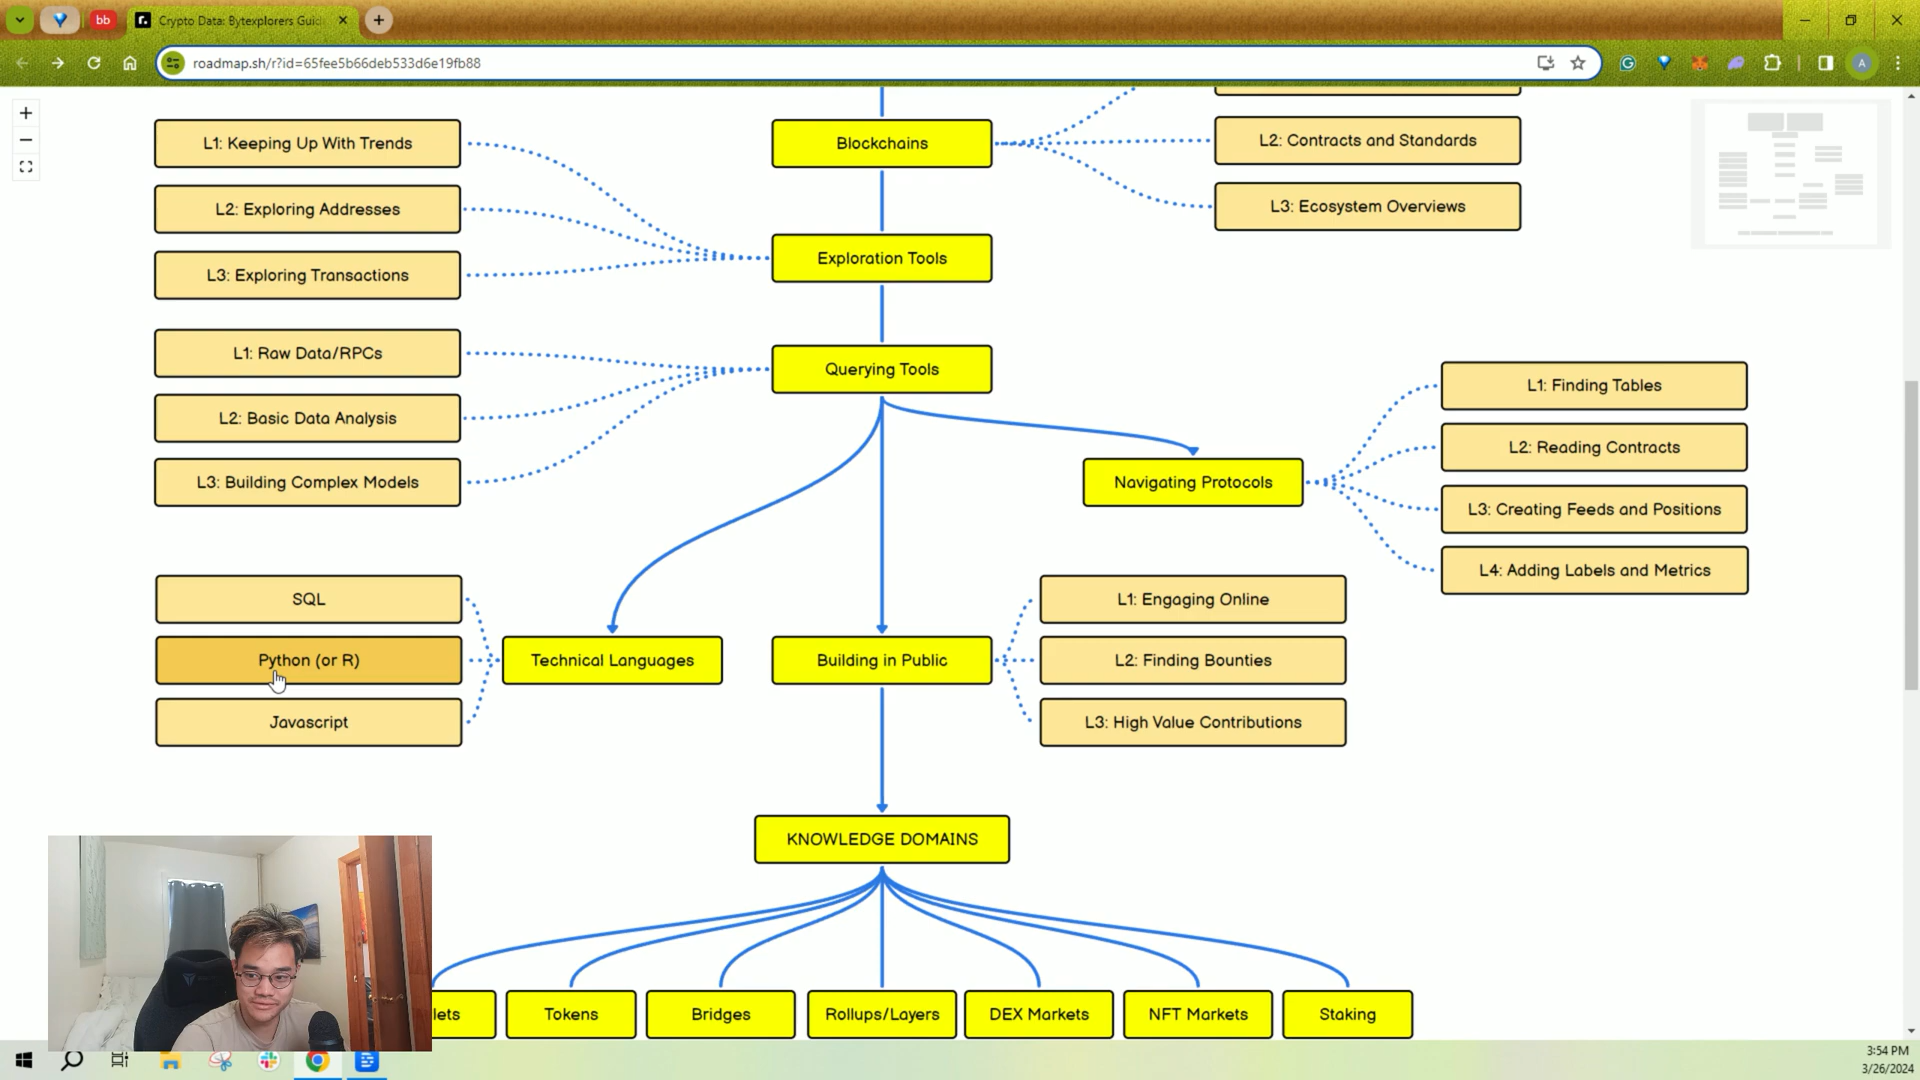 bb
Crypto Data: Bytexplorers Guid
roadmap.sh/r?id=65fee5b66deb533d6e19fb88
A
L1: Keeping Up With Trends
Blockchains
L2: Contracts and Standards
L2: Exploring Addresses
L3: Ecosystem Overviews
Exploration Tools
L3: Exploring Transactions
L1: Raw Data/RPCs
Querying Tools
L1: Finding Tables
L2: Basic Data Analysis
L2: Reading Contracts
L3: Building Complex Models
Navigating Protocols
L3: Creating Feeds and Positions
L4: Adding Labels and Metrics
SQL
L1: Engaging Online
Python (or R)
Technical Languages
Building in Public
L2: Finding Bounties
Javascript
L3: High Value Contributions
KNOWLEDGE DOMAINS
lets
Tokens
Bridges
Rollups/Layers
DEX Markets
NFT Markets
Staking
3:54 PM
3/26/2024